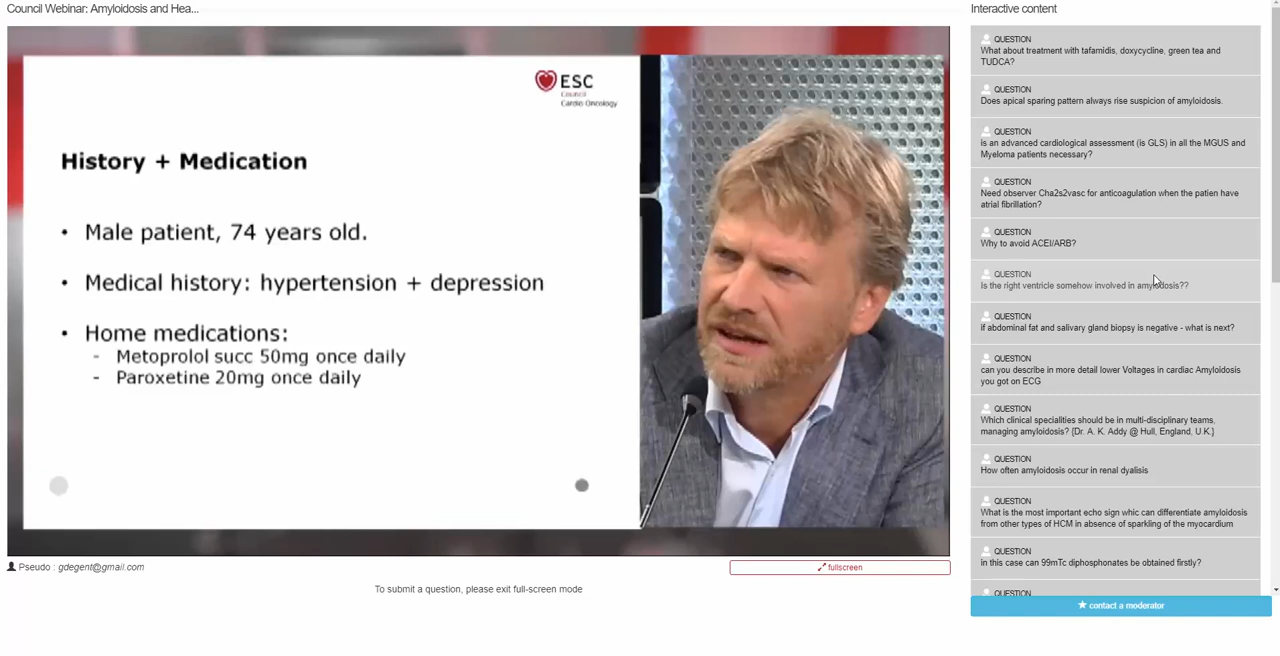 Council Webinar: Amyloidosis and Hea...
ESC
Council
Cardio Oncology
History + Medication
• Male patient, 74 years old.
• Medical history: hypertension + depression
• Home medications:
- Metoprolol succ 50mg once daily
- Paroxetine 20mg once daily
Pseudo : gdegent@gmail.com
fullscreen
To submit a question, please exit full-screen mode
Interactive content
QUESTION
What about treatment with tafamidis, doxycycline, green tea and
TUDCA?
QUESTION
Does apical sparing pattern always rise suspicion of amyloidosis.
QUESTION
is an advanced cardiological assessment (is GLS) in all the MGUS and
Myeloma patients necessary?
QUESTION
Need observer Cha2s2vasc for anticoagulation when the patien have
atrial fibrillation?
QUESTION
Why to avoid ACEI/ARB?
QUESTION
Is the right ventricle somehow involved in amyloidosis??
QUESTION
if abdominal fat and salivary gland biopsy is negative - what is next?
QUESTION
can you describe in more detail lower Voltages in cardiac Amyloidosis
you got on ECG
QUESTION
Which clinical specialities should be in multi-disciplinary teams,
managing amyloidosis? {Dr. A. K. Addy @ Hull, England, U.K.}
QUESTION
How often amyloidosis occur in renal dyalisis
QUESTION
What is the most important echo sign whic can differentiate amyloidosis
from other types of HCM in absence of sparkling of the myocardium
QUESTION
in this case can 99mTc diphosphonates be obtained firstly?
QUESTION
contact a moderator